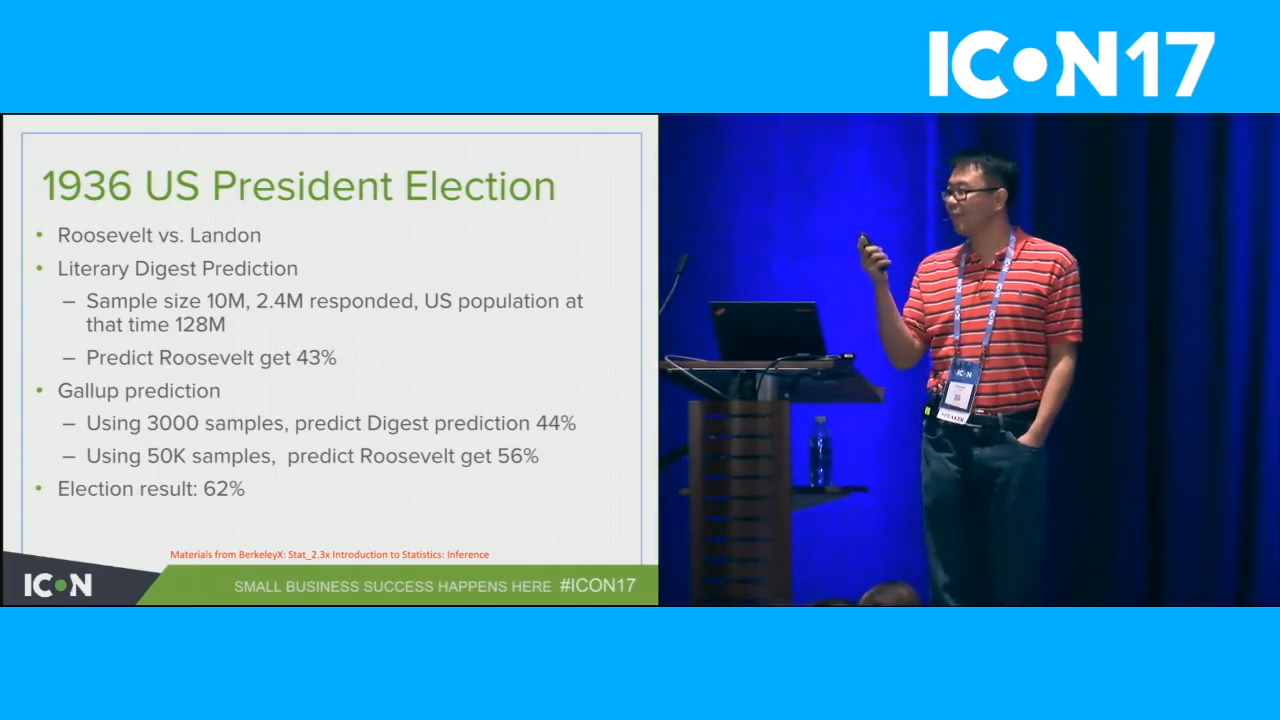 ICON17
1936 US President Election
• Roosevelt vs. Landon
• Literary Digest Prediction
– Sample size 10M, 2.4M responded, US population at
that time 128M
– Predict Roosevelt get 43%
• Gallup prediction
– Using 3000 samples, predict Digest prediction 44%
– Using 50K samples, predict Roosevelt get 56%
• Election result: 62%
Materials from BerkeleyX: Stat_2.3x Introduction to Statistics: Inference
ICON
SMALL BUSINESS SUCCESS HAPPENS HERE #ICON17
ICON
SPEAKER